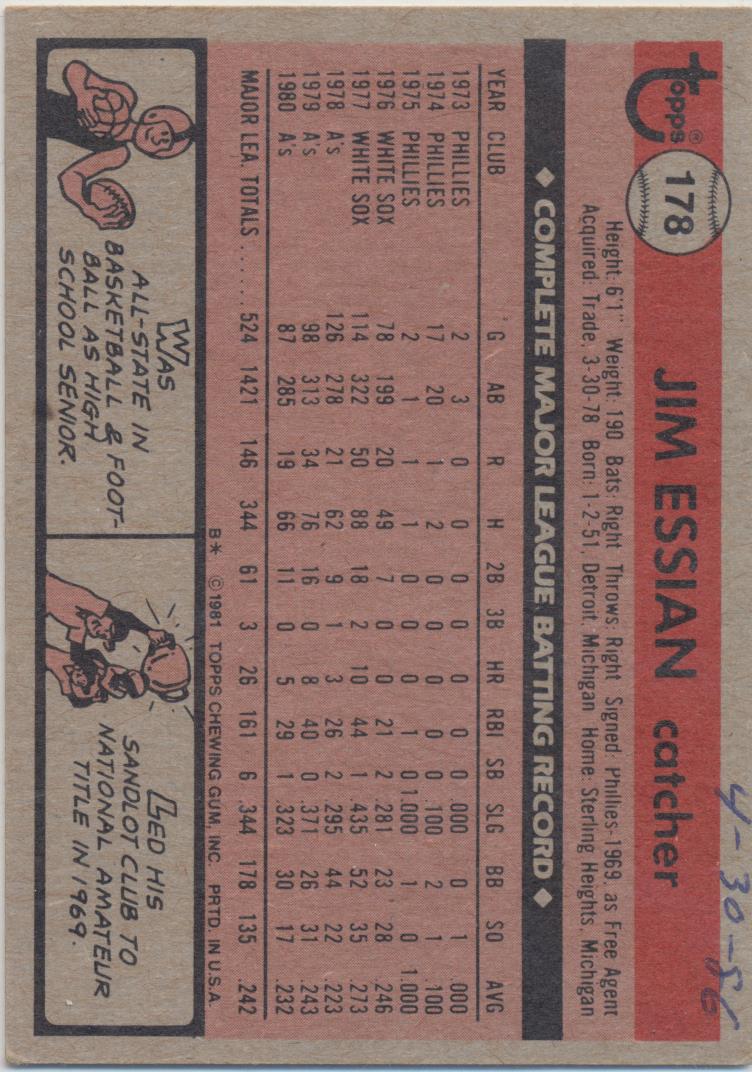 4-30-86
Topps®
178
JIM ESSIAN catcher
Height: 6'1" Weight: 190 Bats: Right Throws: Right Signed: Phillies-1969, as Free Agent
Acquired: Trade, 3-30-78 Born: 1-2-51, Detroit, Michigan Home: Sterling Heights, Michigan
◆ COMPLETE MAJOR LEAGUE BATTING RECORD ◆
YEAR CLUB G AB R H 2B 3B HR RBI SB SLG BB SO AVG
1973 PHILLIES 2 3 0 0 0 0 0 0 0 .000 0 1 .000
1974 PHILLIES 17 20 1 2 0 0 0 0 0 .100 2 1 .100
1975 PHILLIES 2 1 1 1 0 0 0 1 0 1.000 1 0 1.000
1976 WHITE SOX 78 199 20 49 7 0 0 21 2 .281 23 28 .246
1977 WHITE SOX 114 322 50 88 18 2 10 44 1 .435 52 35 .273
1978 A's 126 278 21 62 9 1 3 26 2 .295 44 22 .223
1979 A's 98 313 34 76 16 0 8 40 0 .371 26 31 .243
1980 A's 87 285 19 66 11 0 5 29 1 .323 30 17 .232
MAJOR LEA. TOTALS ...... 524 1421 146 344 61 3 26 161 6 .344 178 135 .242
B* ©1981 TOPPS CHEWING GUM, INC. PRTD. IN U.S.A.
WAS
ALL-STATE IN
BASKETBALL & FOOT-
BALL AS HIGH
SCHOOL SENIOR.
LED HIS
SANDLOT CLUB TO
NATIONAL AMATEUR
TITLE IN 1969.